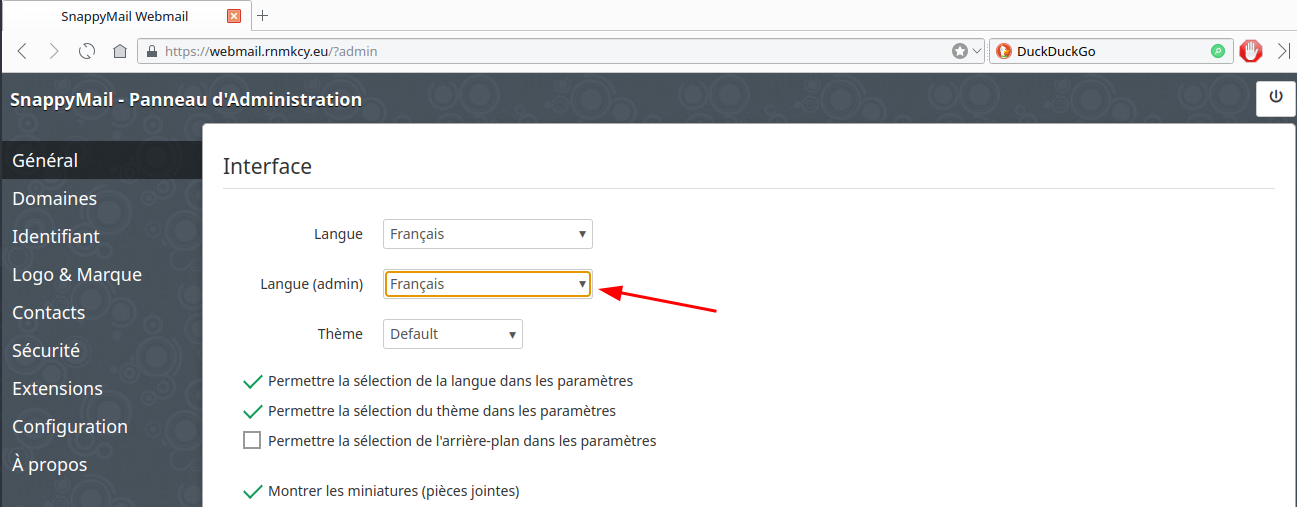 SnappyMail Webmail
https://webmail.rnmkcy.eu/?admin
DuckDuckGo
SnappyMail - Panneau d'Administration
Général
Domaines
Identifiant
Logo & Marque
Contacts
Sécurité
Extensions
Configuration
À propos
Interface
Langue Français
Langue (admin) Français
Thème Default
Permettre la sélection de la langue dans les paramètres
Permettre la sélection du thème dans les paramètres
Permettre la sélection de l'arrière-plan dans les paramètres
Montrer les miniatures (pièces jointes)